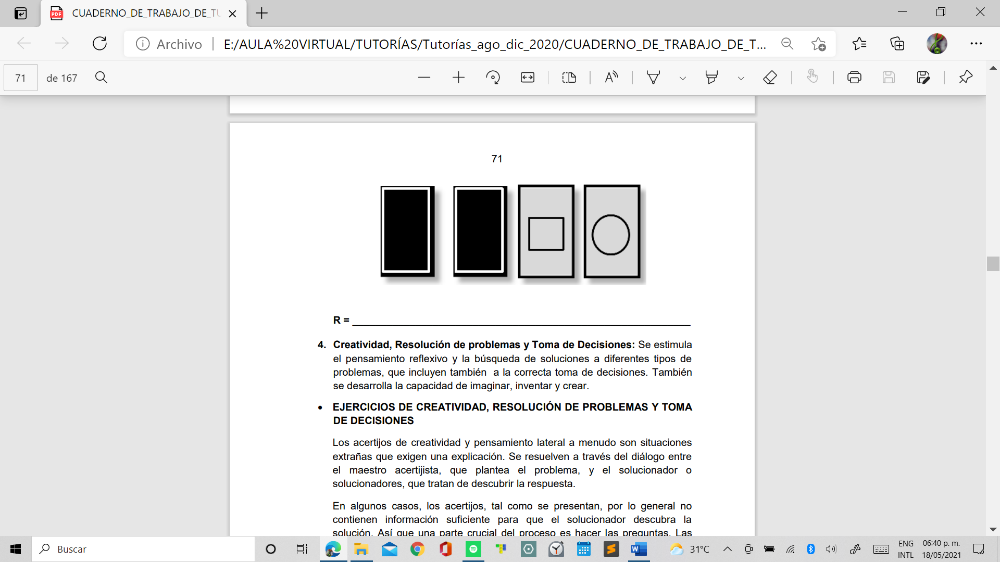 CUADERNO_DE_TRABAJO_DE_TU
Archivo
E:/AULA%20VIRTUAL/TUTORÍAS/Tutorías_ago_dic_2020/CUADERNO_DE_TRABAJO_DE_T...
71 de 167
71
R =
4. Creatividad, Resolución de problemas y Toma de Decisiones: Se estimula
el pensamiento reflexivo y la búsqueda de soluciones a diferentes tipos de
problemas, que incluyen también a la correcta toma de decisiones. También
se desarrolla la capacidad de imaginar, inventar y crear.
• EJERCICIOS DE CREATIVIDAD, RESOLUCIÓN DE PROBLEMAS Y TOMA
DE DECISIONES
Los acertijos de creatividad y pensamiento lateral a menudo son situaciones
extrañas que exigen una explicación. Se resuelven a través del diálogo entre
el maestro acertijista, que plantea el problema, y el solucionador o
solucionadores, que tratan de descubrir la respuesta.
En algunos casos, los acertijos, tal como se presentan, por lo general no
contienen información suficiente para que el solucionador descubra la
solución. Así que una parte crucial del proceso es hacer las preguntas. Las
Buscar
31°C
ENG
INTL
06:40 p. m.
18/05/2021